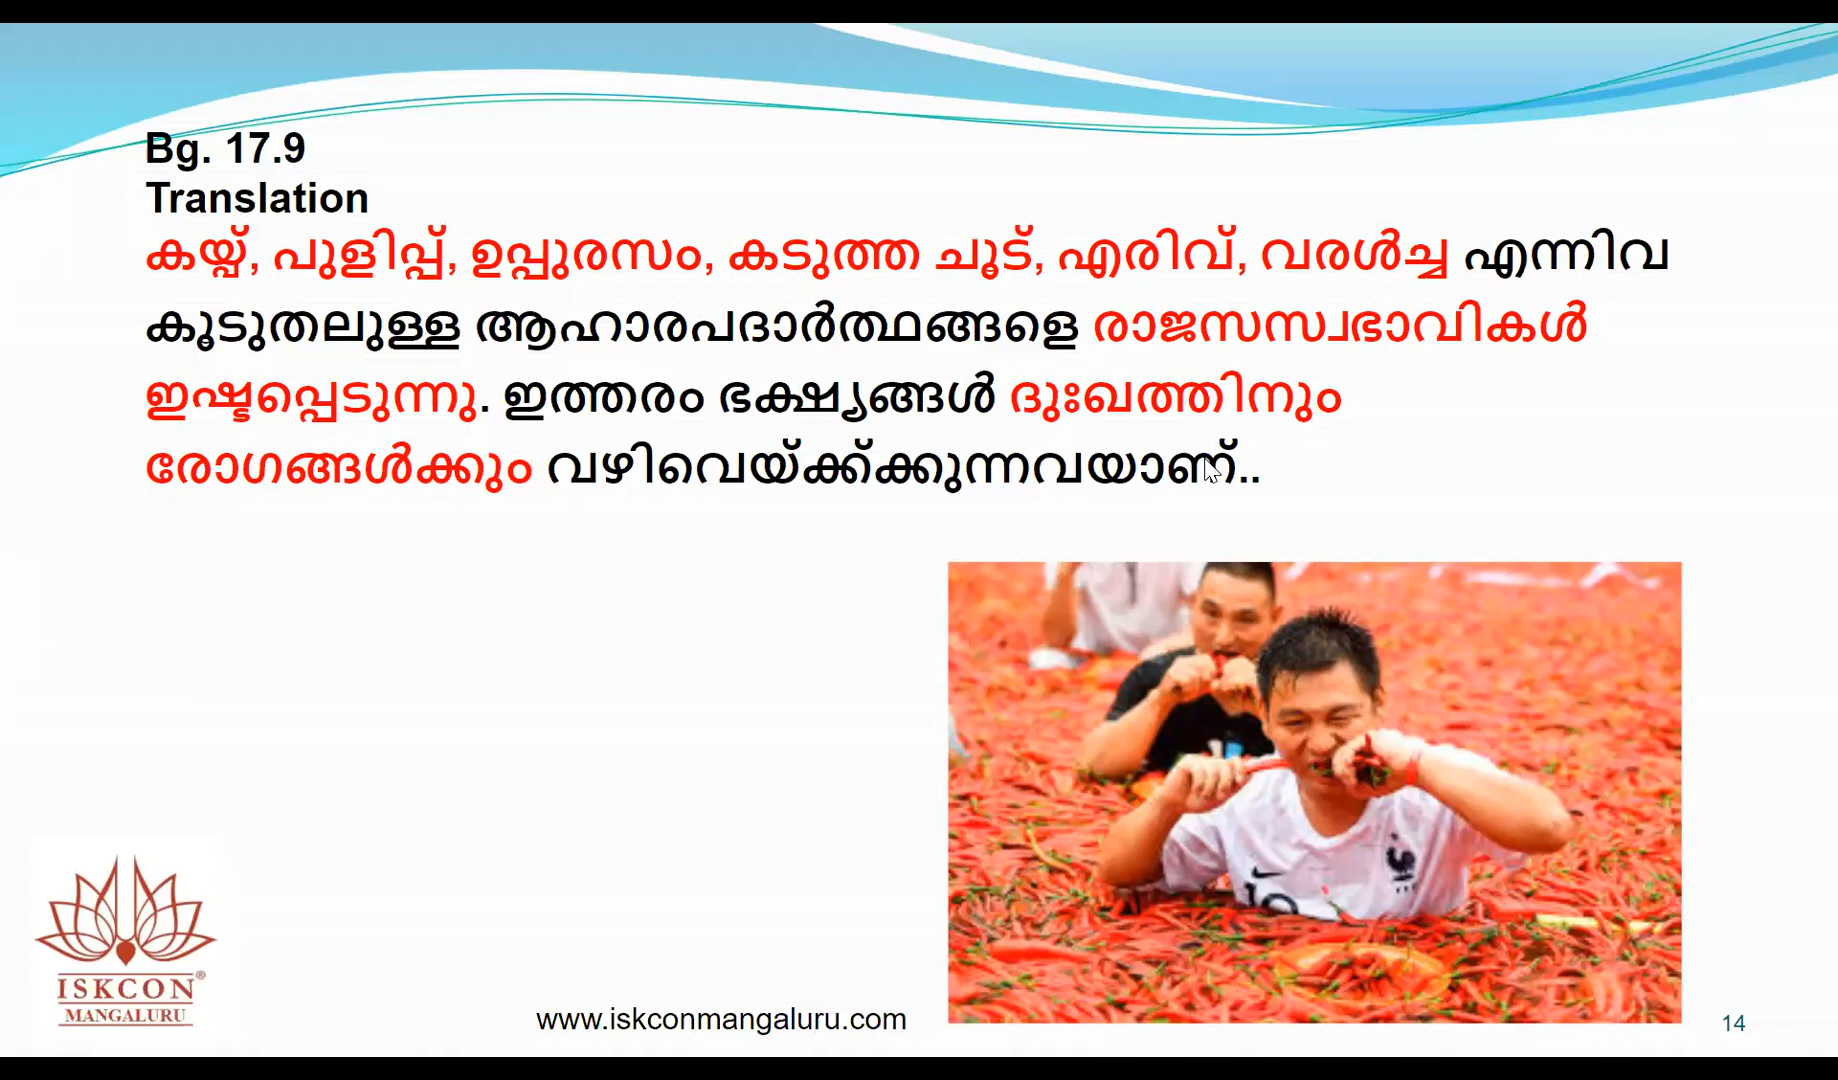 Bg. 17.9
Translation
കയ്പ്, പുളിപ്പ്, ഉപ്പുരസം, കടുത്ത ചൂട്, എരിവ്, വരൾച്ച എന്നിവ
കൂടുതലുള്ള ആഹാരപദാർത്ഥങ്ങളെ രാജസസ്വഭാവികൾ
ഇഷ്ടപ്പെടുന്നു. ഇത്തരം ഭക്ഷ്യങ്ങൾ ദുഃഖത്തിനും
രോഗങ്ങൾക്കും വഴിവെയ്ക്ക്ക്കുന്നവയാണ്..
ISKCON®
MANGALURU
www.iskconmangaluru.com
14